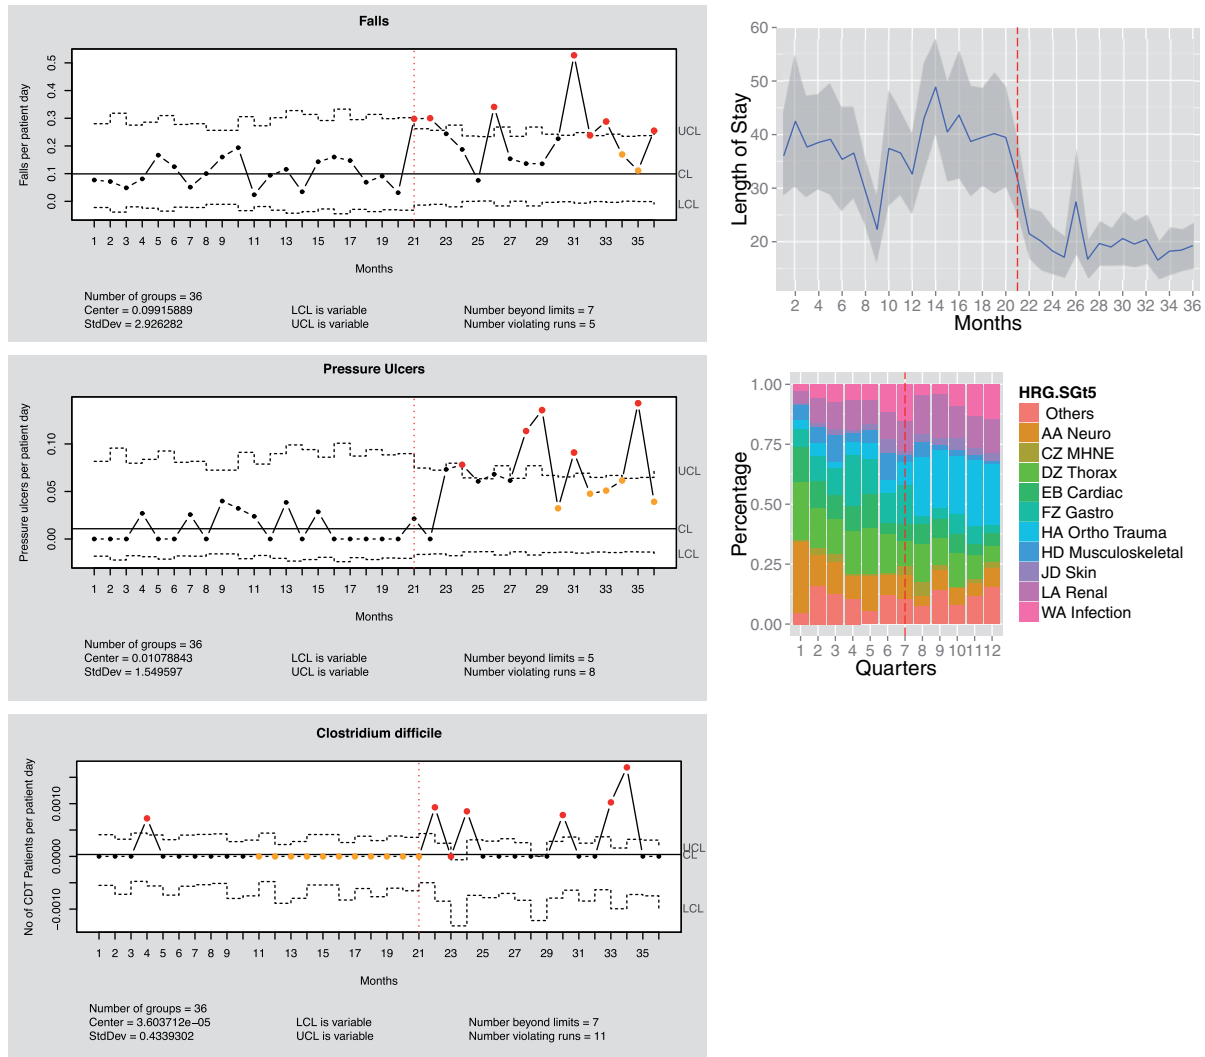 Falls
Falls per patient day
0.5
0.4
0.3
0.2
0.1
0.0
UCL
CL
LCL
1 2 3 4 5 6 7 8 9 11 13 15 17 19 21 23 25 27 29 31 33 35
Months
Number of groups = 36
Center = 0.09915889
StdDev = 2.926282
LCL is variable
UCL is variable
Number beyond limits = 7
Number violating runs = 5
60
50
40
30
20
Length of Stay
2 4 6 8 10 12 14 16 18 20 22 24 26 28 30 32 34 36
Months
Pressure Ulcers
Pressure ulcers per patient day
0.10
0.05
0.00
UCL
CL
LCL
1 2 3 4 5 6 7 8 9 11 13 15 17 19 21 23 25 27 29 31 33 35
Months
Number of groups = 36
Center = 0.01078843
StdDev = 1.549597
LCL is variable
UCL is variable
Number beyond limits = 5
Number violating runs = 8
1.00
0.75
0.50
0.25
0.00
Percentage
1 2 3 4 5 6 7 8 9 10 11 12
Quarters
HRG.SGt5
Others
AA Neuro
CZ MHNE
DZ Thorax
EB Cardiac
FZ Gastro
HA Ortho Trauma
HD Musculoskeletal
JD Skin
LA Renal
WA Infection
Clostridium difficile
No of CDT Patients per patient day
0.0010
0.0000
−0.0010
UCL
CL
LCL
1 2 3 4 5 6 7 8 9 11 13 15 17 19 21 23 25 27 29 31 33 35
Months
Number of groups = 36
Center = 3.603712e−05
StdDev = 0.4339302
LCL is variable
UCL is variable
Number beyond limits = 7
Number violating runs = 11